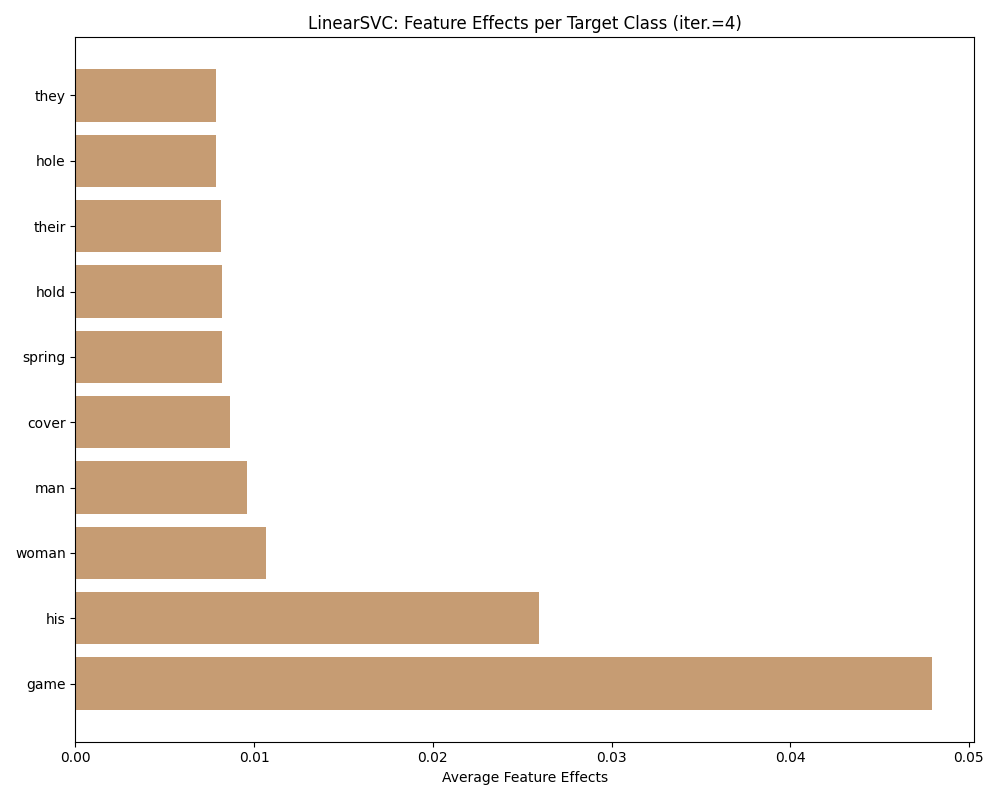 LinearSVC: Feature Effects per Target Class (iter.=4)
they
hole
their
hold
spring
cover
man
woman
his
game
0.00 0.01 0.02 0.03 0.04 0.05
Average Feature Effects